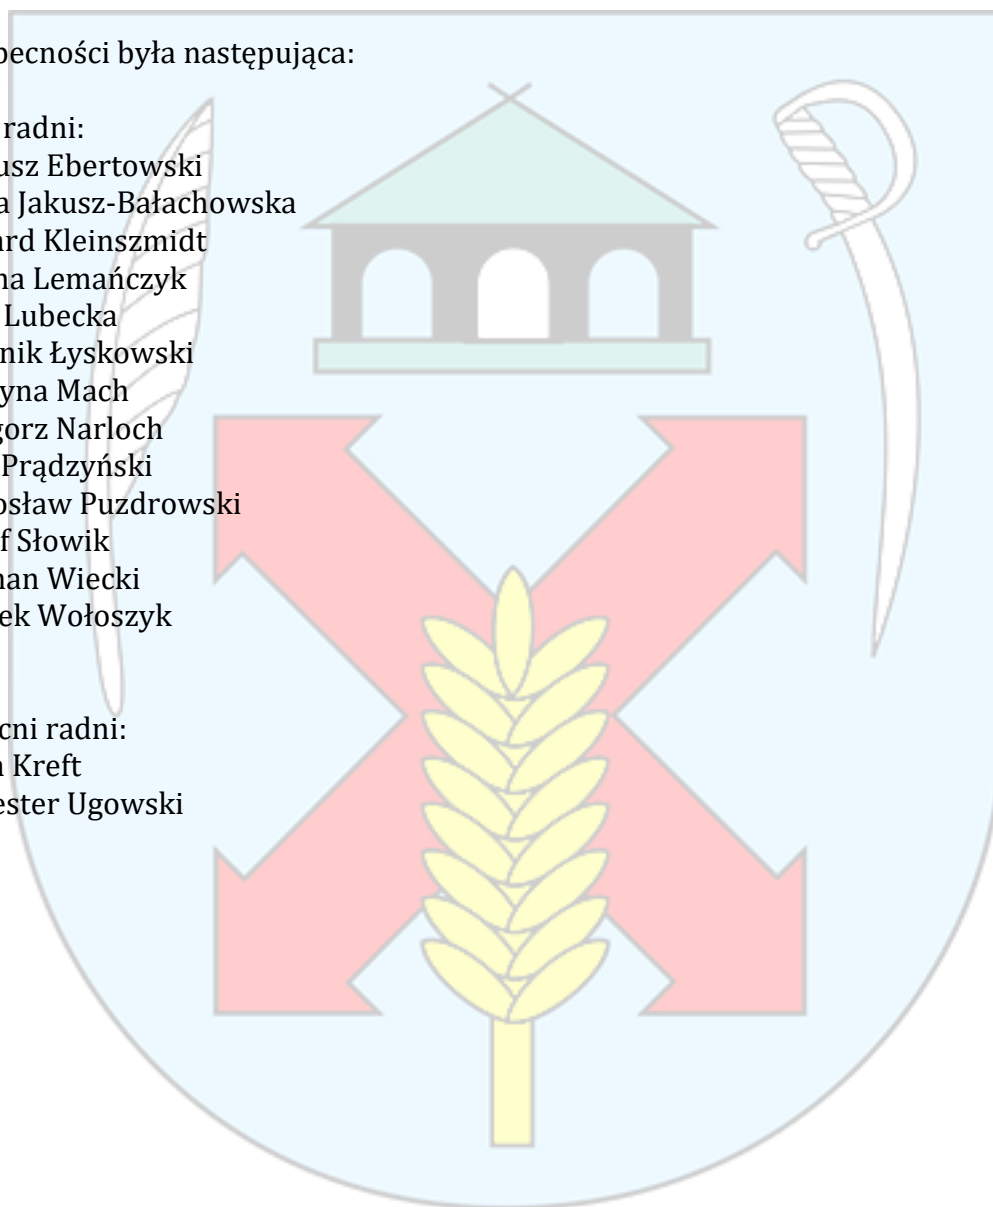 becności była następująca:
radni:
usz Ebertowski
a Jakusz-Bałachowska
ard Kleinszmidt
na Lemańczyk
Lubecka
nik Łyskowski
yna Mach
gorz Narloch
Prądzyński
osław Puzdrowski
f Słowik
nan Wiecki
ek Wołoszyk
cni radni:
n Kreft
ester Ugowski